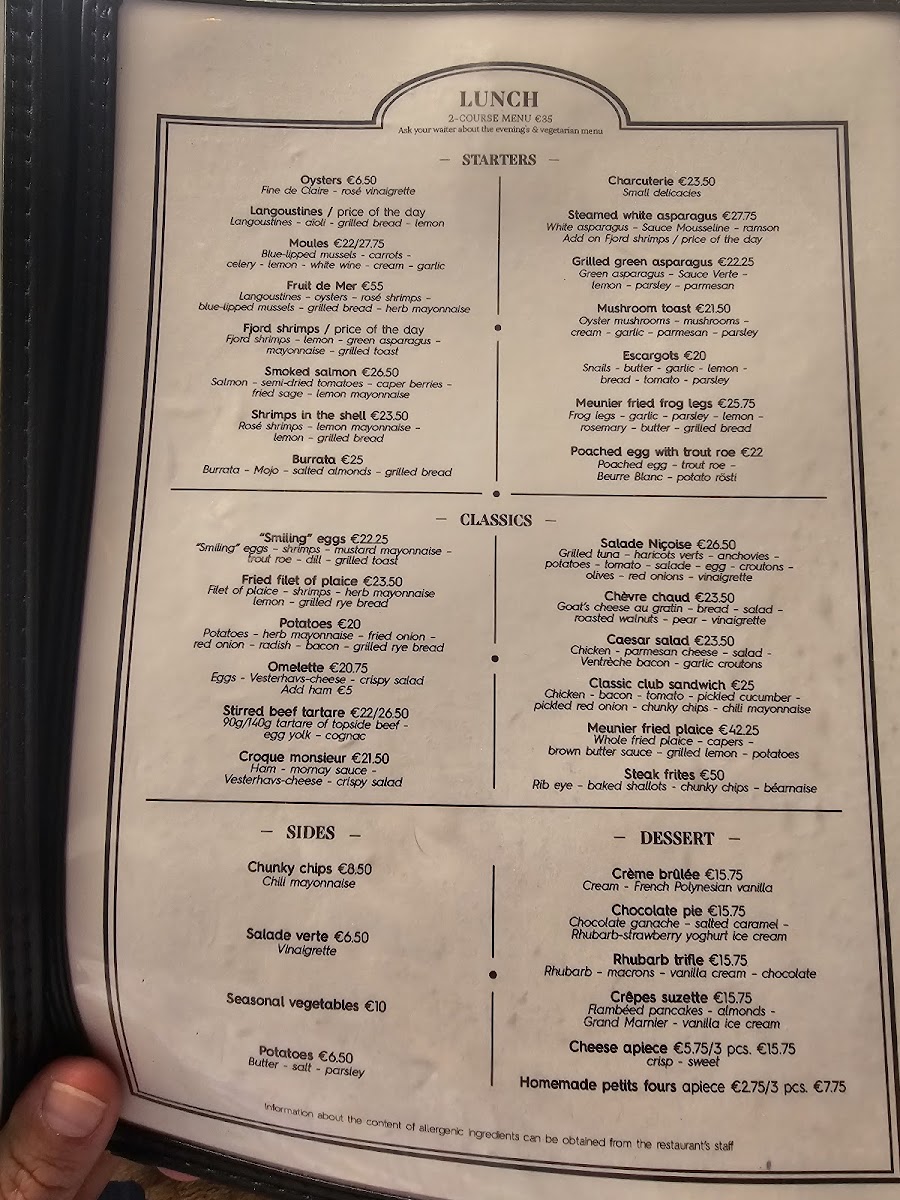 LUNCH
2-COURSE MENU €35
Ask your waiter about the evening's & vegetarian menu
— STARTERS —
Oysters €6.50
Fine de Claire - rosé vinaigrette
Langoustines / price of the day
Langoustines - aioli - grilled bread - lemon
Moules €22/27.75
Blue-lipped mussels - carrots -
celery - lemon - white wine - cream - garlic
Fruit de Mer €55
Langoustines - oysters - rosé shrimps -
blue-lipped mussels - grilled bread - herb mayonnaise
Fjord shrimps / price of the day
Fjord shrimps - lemon - green asparagus -
mayonnaise - grilled toast
Smoked salmon €26.50
Salmon - semi-dried tomatoes - caper berries -
fried sage - lemon mayonnaise
Shrimps in the shell €23.50
Rosé shrimps - lemon mayonnaise -
lemon - grilled bread
Burrata €25
Burrata - Mojo - salted almonds - grilled bread
Charcuterie €23.50
Small delicacies
Steamed white asparagus €27.75
White asparagus - Sauce Mousseline - ramson
Add on Fjord shrimps / price of the day
Grilled green asparagus €22.25
Green asparagus - Sauce Verte -
lemon - parsley - parmesan
Mushroom toast €21.50
Oyster mushrooms - mushrooms -
cream - garlic - parmesan - parsley
Escargots €20
Snails - butter - garlic - lemon -
bread - tomato - parsley
Meunier fried frog legs €25.75
Frog legs - garlic - parsley - lemon -
rosemary - butter - grilled bread
Poached egg with trout roe €22
Poached egg - trout roe -
Beurre Blanc - potato rösti
— CLASSICS —
"Smiling" eggs €22.25
"Smiling" eggs - shrimps - mustard mayonnaise -
trout roe - dill - grilled toast
Fried filet of plaice €23.50
Filet of plaice - shrimps - herb mayonnaise
lemon - grilled rye bread
Potatoes €20
Potatoes - herb mayonnaise - fried onion -
red onion - radish - bacon - grilled rye bread
Omelette €20.75
Eggs - Vesterhavs-cheese - crispy salad
Add ham €5
Stirred beef tartare €22/26.50
90g/140g tartare of topside beef -
egg yolk - cognac
Croque monsieur €21.50
Ham - mornay sauce -
Vesterhavs-cheese - crispy salad
Salade Niçoise €26.50
Grilled tuna - haricots verts - anchovies -
potatoes - tomato - salade - egg - croutons -
olives - red onions - vinaigrette
Chèvre chaud €23.50
Goat's cheese au gratin - bread - salad -
roasted walnuts - pear - vinaigrette
Caesar salad €23.50
Chicken - parmesan cheese - salad -
Ventrèche bacon - garlic croutons
Classic club sandwich €25
Chicken - bacon - tomato - pickled cucumber -
pickled red onion - chunky chips - chili mayonnaise
Meunier fried plaice €42.25
Whole fried plaice - capers -
brown butter sauce - grilled lemon - potatoes
Steak frites €50
Rib eye - baked shallots - chunky chips - béarnaise
— SIDES —
Chunky chips €8.50
Chili mayonnaise
Salade verte €6.50
Vinaigrette
Seasonal vegetables €10
Potatoes €6.50
Butter - salt - parsley
— DESSERT —
Crème brûlée €15.75
Cream - French Polynesian vanilla
Chocolate pie €15.75
Chocolate ganache - salted caramel -
Rhubarb-strawberry yoghurt ice cream
Rhubarb trifle €15.75
Rhubarb - macrons - vanilla cream - chocolate
Crêpes suzette €15.75
Flambéed pancakes - almonds -
Grand Marnier - vanilla ice cream
Cheese apiece €5.75/3 pcs. €15.75
crisp - sweet
Homemade petits fours apiece €2.75/3 pcs. €7.75
Information about the content of allergenic ingredients can be obtained from the restaurant's staff